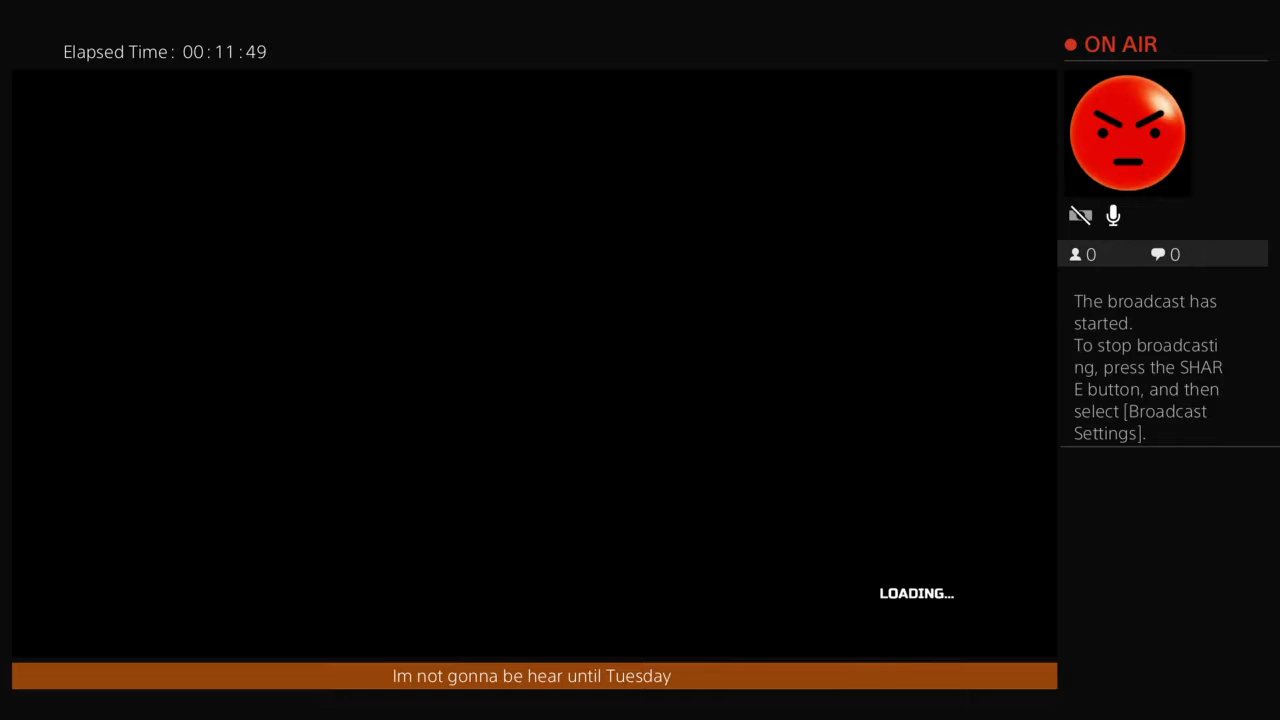 Elapsed Time: 00:11:49
ON AIR
0 0
The broadcast has
started.
To stop broadcasti
ng, press the SHAR
E button, and then
select [Broadcast
Settings].
LOADING...
Im not gonna be hear until Tuesday